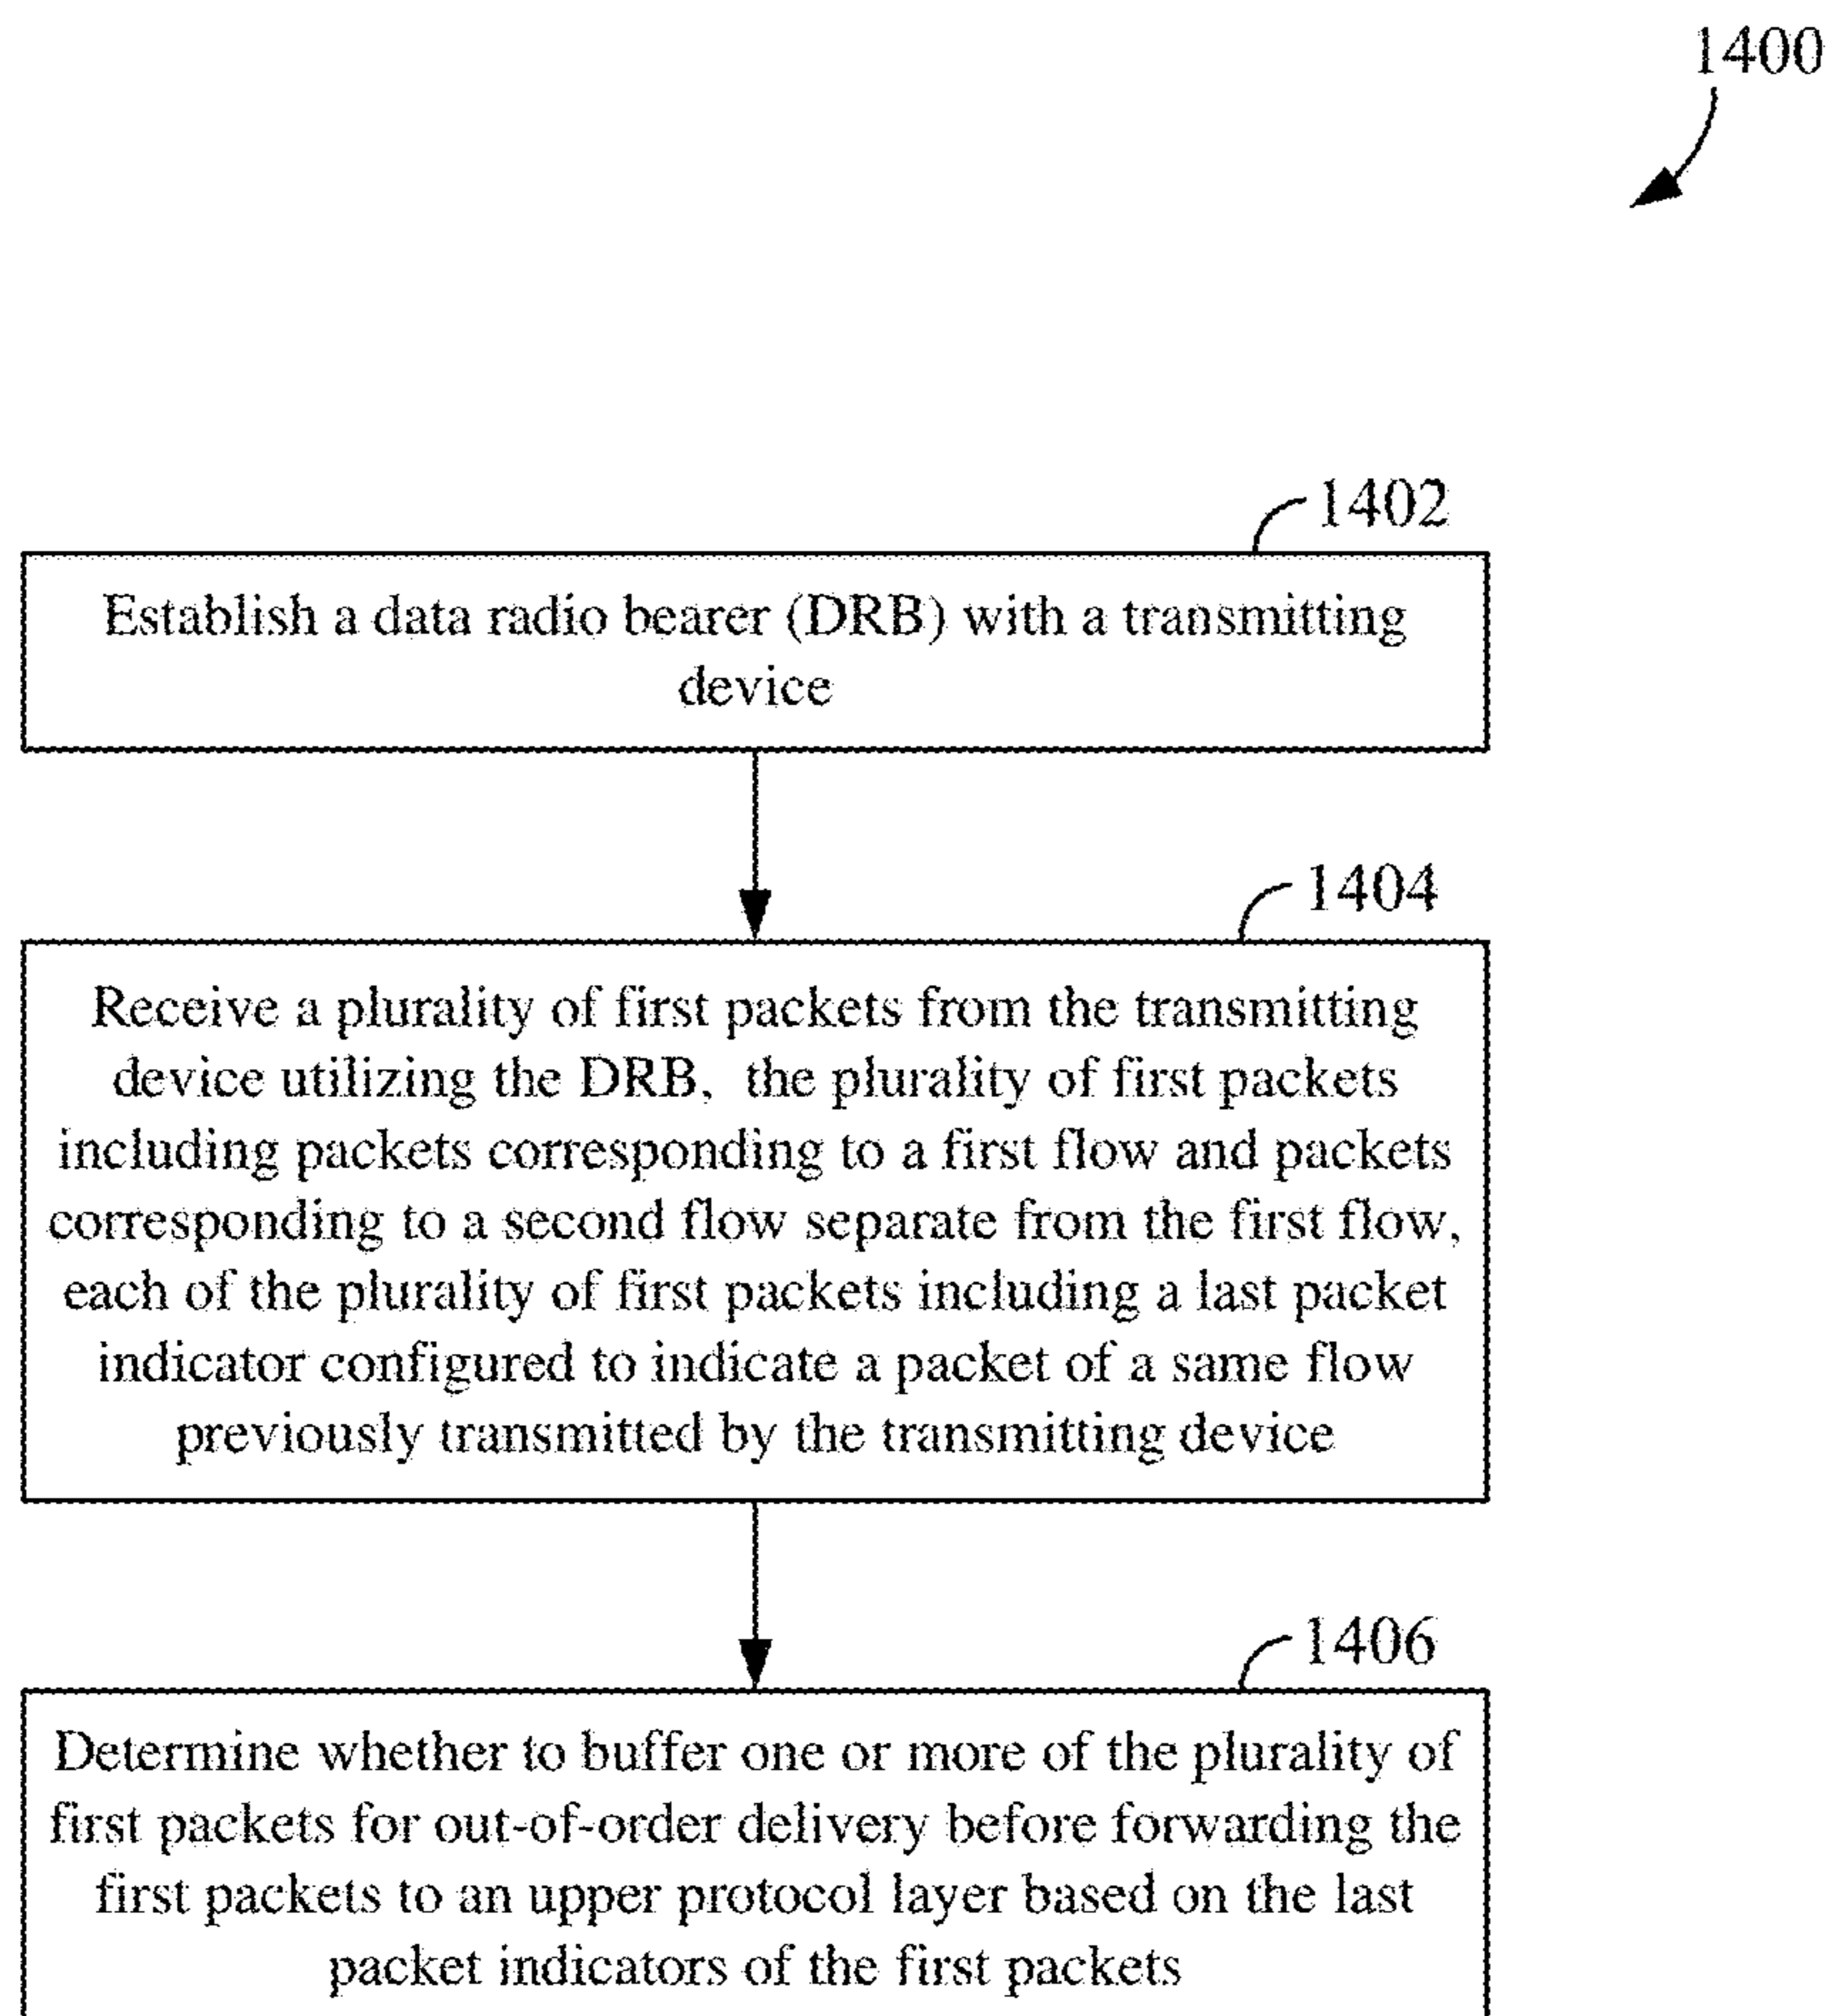 1400
1402
Establish a data radio bearer (DRB) with a transmitting
device
1404
Receive a plurality of first packets from the transmitting
device utilizing the DRB, the plurality of first packets
including packets corresponding to a first flow and packets
corresponding to a second flow separate from the first flow,
each of the plurality of first packets including a last packet
indicator configured to indicate a packet of a same flow
previously transmitted by the transmitting device
1406
Determine whether to buffer one or more of the plurality of
first packets for out-of-order delivery before forwarding the
first packets to an upper protocol layer based on the last
packet indicators of the first packets